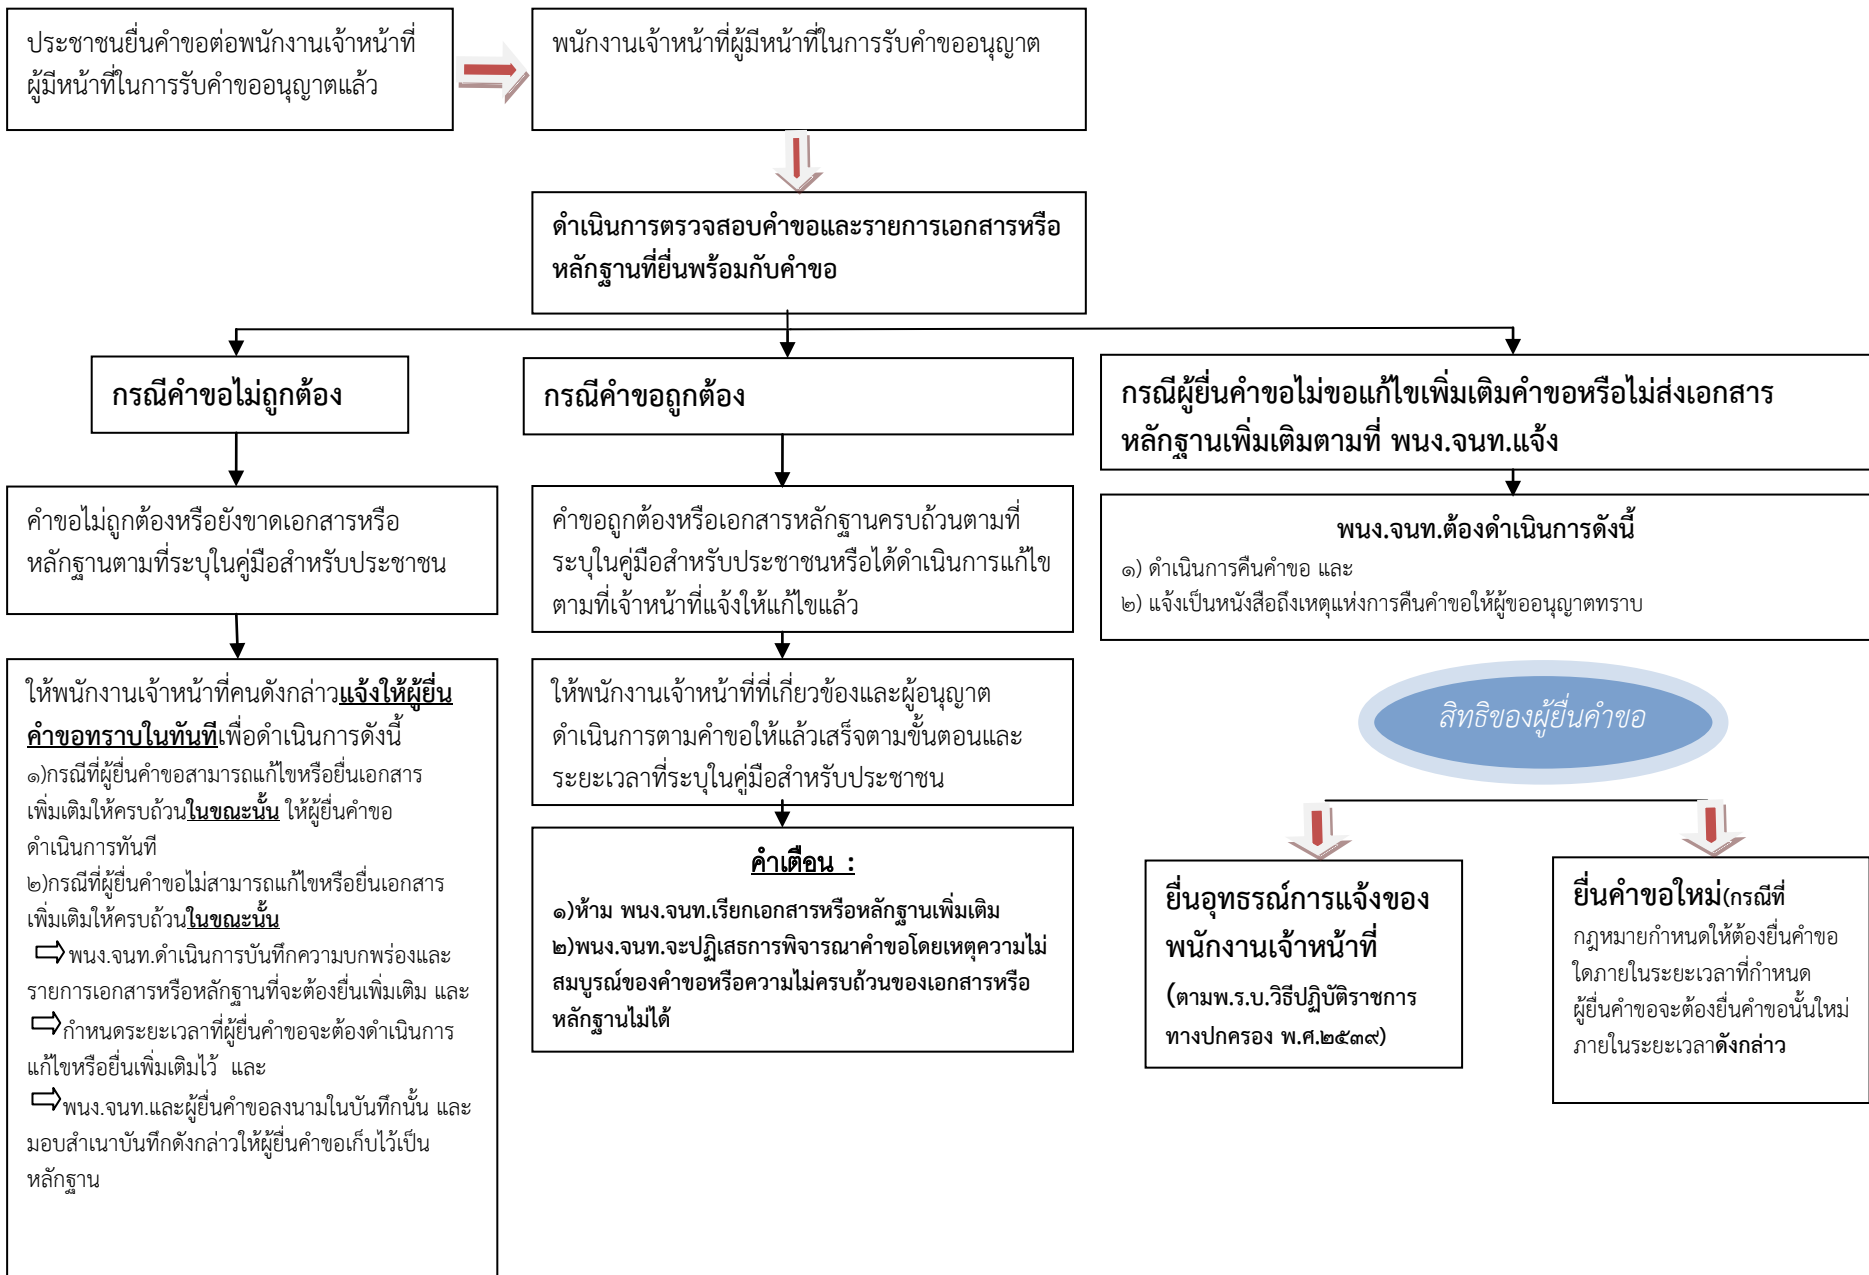 ประชาชนยื่นคำขอต่อพนักงานเจ้าหน้าที่
ผู้มีหน้าที่ในการรับคำขออนุญาตแล้ว
พนักงานเจ้าหน้าที่ผู้มีหน้าที่ในการรับคำขออนุญาต
ดำเนินการตรวจสอบคำขอและรายการเอกสารหรือ
หลักฐานที่ยื่นพร้อมกับคำขอ
กรณีคำขอไม่ถูกต้อง
คำขอไม่ถูกต้องหรือยังขาดเอกสารหรือ
หลักฐานตามที่ระบุในคู่มือสำหรับประชาชน
ให้พนักงานเจ้าหน้าที่คนดังกล่าวแจ้งให้ผู้ยื่น
คำขอทราบในทันทีเพื่อดำเนินการดังนี้
๑)กรณีที่ผู้ยื่นคำขอสามารถแก้ไขหรือยื่นเอกสาร
เพิ่มเติมให้ครบถ้วนในขณะนั้น ให้ผู้ยื่นคำขอ
ดำเนินการทันที
๒)กรณีที่ผู้ยื่นคำขอไม่สามารถแก้ไขหรือยื่นเอกสาร
เพิ่มเติมให้ครบถ้วนในขณะนั้น
พนง.จนท.ดำเนินการบันทึกความบกพร่องและ
รายการเอกสารหรือหลักฐานที่จะต้องยื่นเพิ่มเติม และ
กำหนดระยะเวลาที่ผู้ยื่นคำขอจะต้องดำเนินการ
แก้ไขหรือยื่นเพิ่มเติมไว้ และ
พนง.จนท.และผู้ยื่นคำขอลงนามในบันทึกนั้น และ
มอบสำเนาบันทึกดังกล่าวให้ผู้ยื่นคำขอเก็บไว้เป็น
หลักฐาน
กรณีคำขอถูกต้อง
คำขอถูกต้องหรือเอกสารหลักฐานครบถ้วนตามที่
ระบุในคู่มือสำหรับประชาชนหรือได้ดำเนินการแก้ไข
ตามที่เจ้าหน้าที่แจ้งให้แก้ไขแล้ว
ให้พนักงานเจ้าหน้าที่ที่เกี่ยวข้องและผู้อนุญาต
ดำเนินการตามคำขอให้แล้วเสร็จตามขั้นตอนและ
ระยะเวลาที่ระบุในคู่มือสำหรับประชาชน
คำเตือน :
๑)ห้าม พนง.จนท.เรียกเอกสารหรือหลักฐานเพิ่มเติม
๒)พนง.จนท.จะปฏิเสธการพิจารณาคำขอโดยเหตุความไม่
สมบูรณ์ของคำขอหรือความไม่ครบถ้วนของเอกสารหรือ
หลักฐานไม่ได้
กรณีผู้ยื่นคำขอไม่ขอแก้ไขเพิ่มเติมคำขอหรือไม่ส่งเอกสาร
หลักฐานเพิ่มเติมตามที่ พนง.จนท.แจ้ง
พนง.จนท.ต้องดำเนินการดังนี้
๑) ดำเนินการคืนคำขอ และ
๒) แจ้งเป็นหนังสือถึงเหตุแห่งการคืนคำขอให้ผู้ขออนุญาตทราบ
สิทธิของผู้ยื่นคำขอ
ยื่นอุทธรณ์การแจ้งของ
พนักงานเจ้าหน้าที่
(ตามพ.ร.บ.วิธีปฏิบัติราชการ
ทางปกครอง พ.ศ.๒๕๓๙)
ยื่นคำขอใหม่(กรณีที่
กฎหมายกำหนดให้ต้องยื่นคำขอ
ใดภายในระยะเวลาที่กำหนด
ผู้ยื่นคำขอจะต้องยื่นคำขอนั้นใหม่
ภายในระยะเวลาดังกล่าว